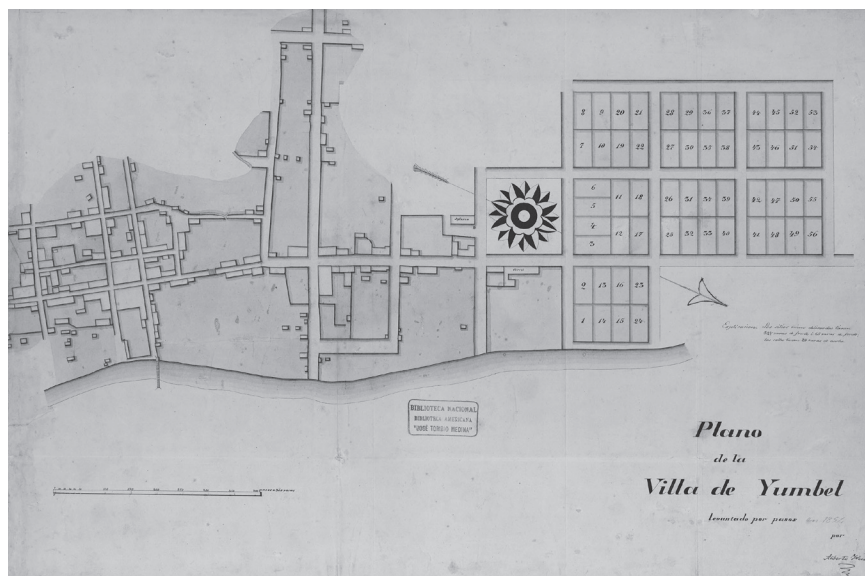 8 9 20 21 28 29 36 37 44 45 52 53
7 10 19 22 27 30 35 38 43 46 51 54
6
5
11 18 26 31 34 39 42 47 50 55
4
3
12 17 25 32 33 40 41 48 49 56
2 13 16 23
1 14 15 24
BIBLIOTECA NACIONAL
BIBLIOTECA AMERICANA
"JOSÉ TORIBIO MEDINA"
Plano
de la
Villa de Yumbel
levantado por pasos
por
Alberto